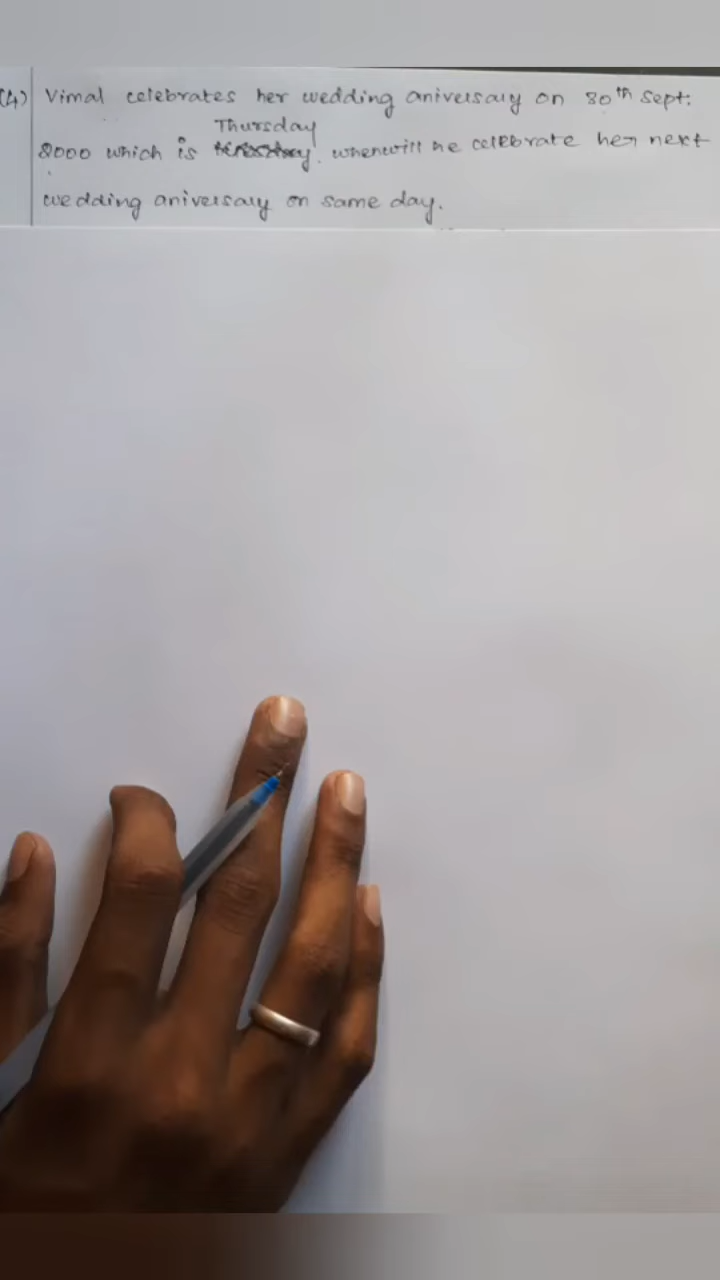 (4) Vimal celebrates her wedding aniversary on 30th Sept.
Thursday
2000 which is . when will he celebrate her next
wedding aniversary on same day.